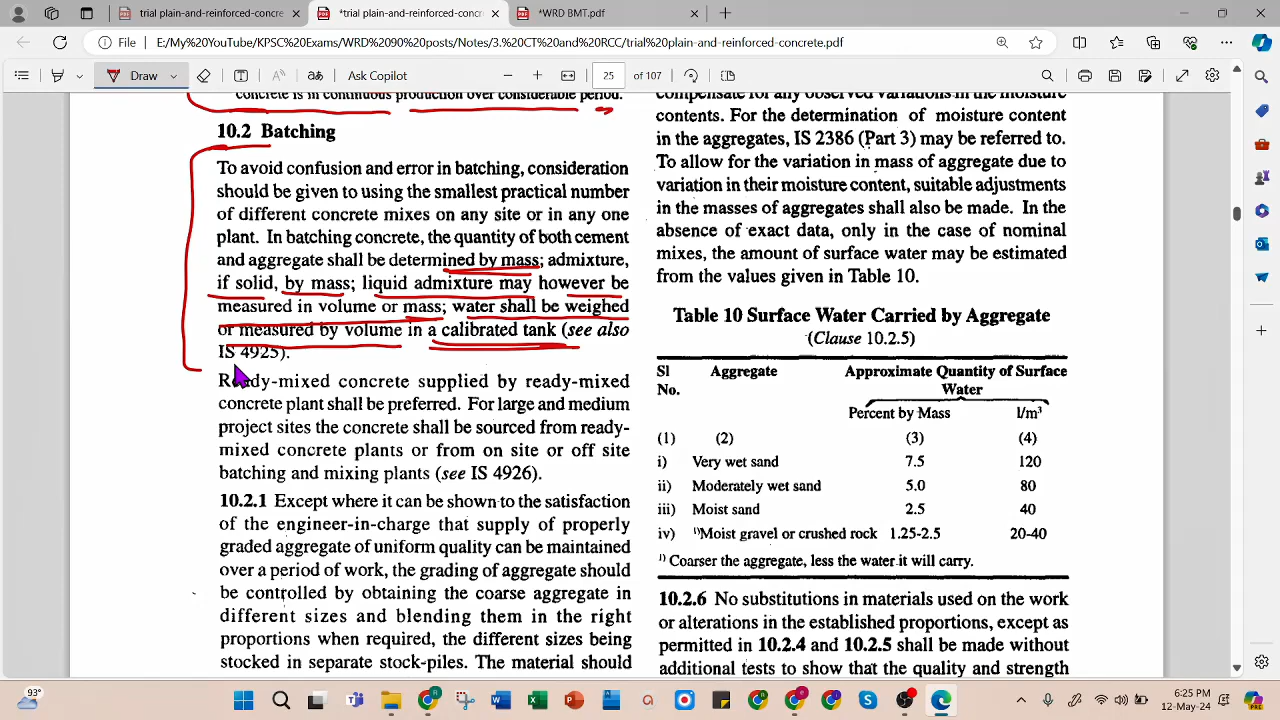 trial plain-and-reinforced-concre
*trial plain-and-reinforced-concr
*WRD BMT.pdf
File
E:/My%20YouTube/KPSC%20Exams/WRD%2090%20posts/Notes/3.%20CT%20and%20RCC/trial%20plain-and-reinforced-concrete.pdf
Draw
Ask Copilot
25 of 107
concrete is in continuous production over considerable period.
10.2 Batching
To avoid confusion and error in batching, consideration
should be given to using the smallest practical number
of different concrete mixes on any site or in any one
plant. In batching concrete, the quantity of both cement
and aggregate shall be determined by mass; admixture,
if solid, by mass; liquid admixture may however be
measured in volume or mass; water shall be weighed
or measured by volume in a calibrated tank (see also
IS 4925).
Ready-mixed concrete supplied by ready-mixed
concrete plant shall be preferred. For large and medium
project sites the concrete shall be sourced from ready-
mixed concrete plants or from on site or off site
batching and mixing plants (see IS 4926).
10.2.1 Except where it can be shown to the satisfaction
of the engineer-in-charge that supply of properly
graded aggregate of uniform quality can be maintained
over a period of work, the grading of aggregate should
be controlled by obtaining the coarse aggregate in
different sizes and blending them in the right
proportions when required, the different sizes being
stocked in separate stock-piles. The material should
compensate for any observed variations in the moisture
contents. For the determination of moisture content
in the aggregates, IS 2386 (Part 3) may be referred to.
To allow for the variation in mass of aggregate due to
variation in their moisture content, suitable adjustments
in the masses of aggregates shall also be made. In the
absence of exact data, only in the case of nominal
mixes, the amount of surface water may be estimated
from the values given in Table 10.
Table 10 Surface Water Carried by Aggregate
(Clause 10.2.5)
Sl Aggregate Approximate Quantity of Surface
No. Water
Percent by Mass l/m³
(1) (2) (3) (4)
i) Very wet sand 7.5 120
ii) Moderately wet sand 5.0 80
iii) Moist sand 2.5 40
iv) ¹⁾Moist gravel or crushed rock 1.25-2.5 20-40
¹⁾ Coarser the aggregate, less the water it will carry.
10.2.6 No substitutions in materials used on the work
or alterations in the established proportions, except as
permitted in 10.2.4 and 10.2.5 shall be made without
additional tests to show that the quality and strength
93°
6:25 PM
12-May-24